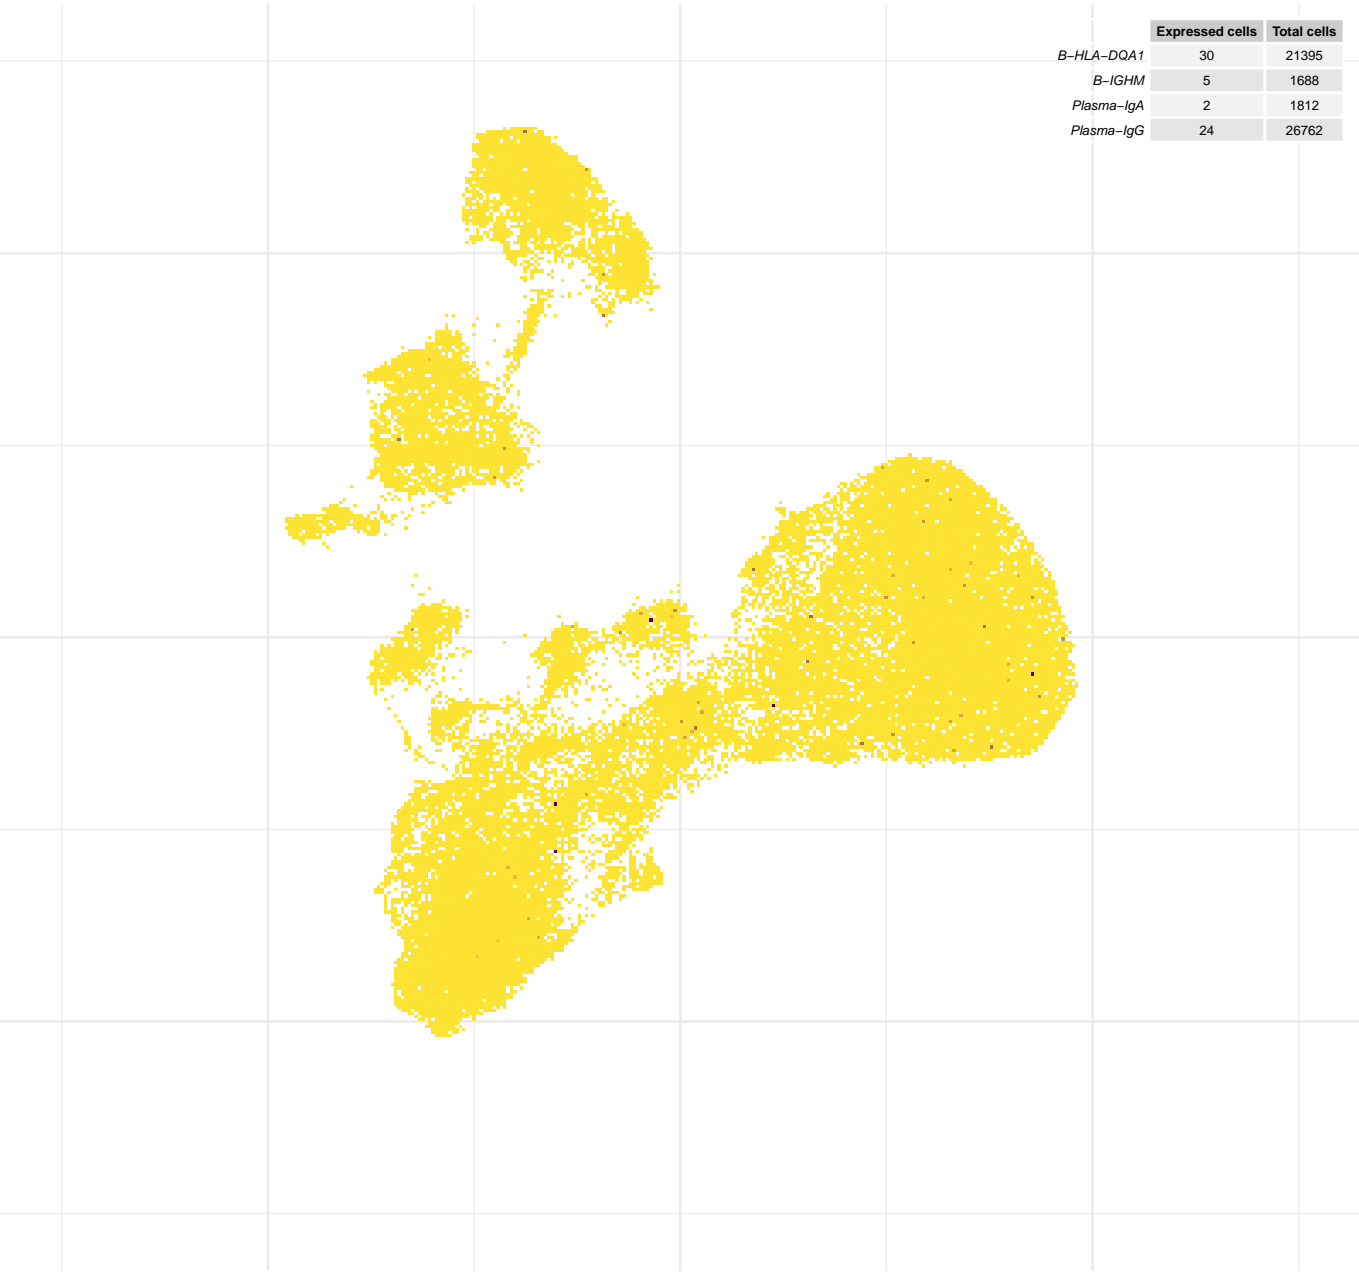 Expressed cells Total cells
B−HLA−DQA1 30 21395
B−IGHM 5 1688
Plasma−IgA 2 1812
Plasma−IgG 24 26762